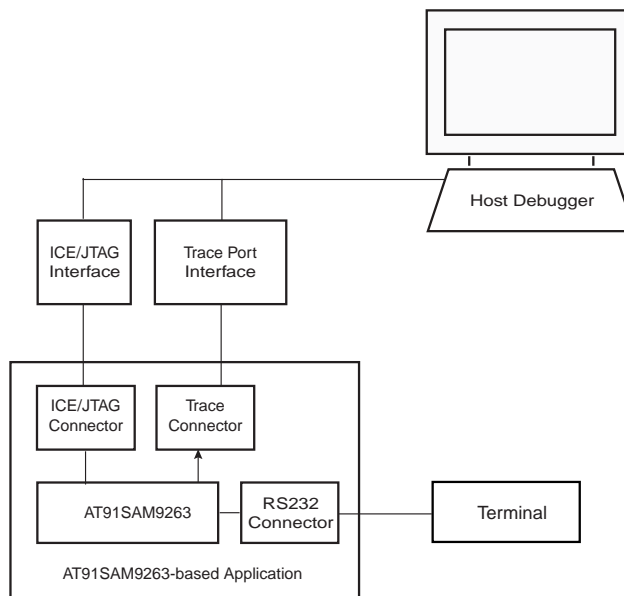 Host Debugger
ICE/JTAG
Interface
Trace Port
Interface
ICE/JTAG
Connector
Trace
Connector
AT91SAM9263
RS232
Connector
Terminal
AT91SAM9263-based Application